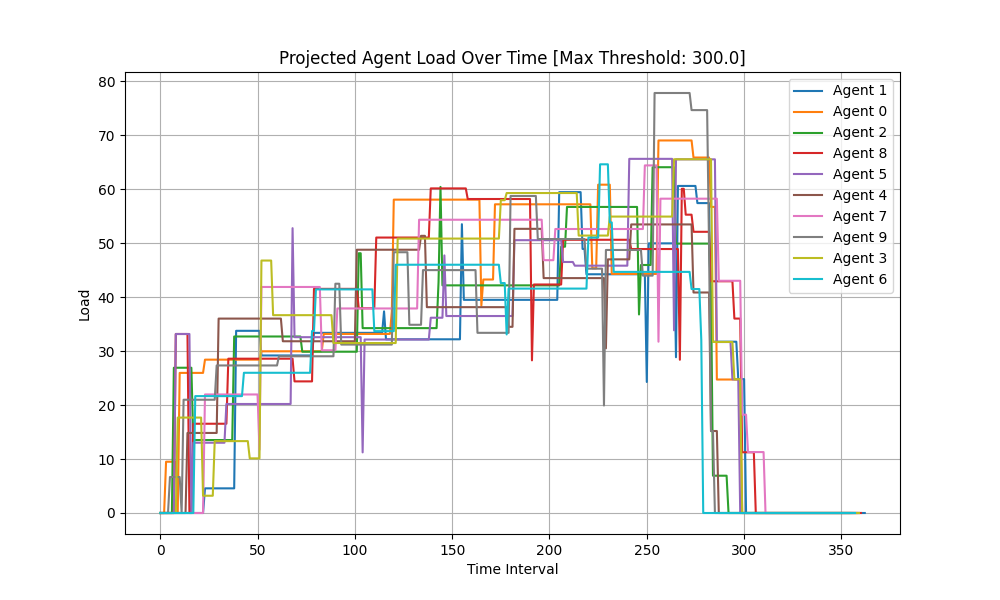 Projected Agent Load Over Time [Max Threshold: 300.0]
Load
80
70
60
50
40
30
20
10
0
0 50 100 150 200 250 300 350
Time Interval
Agent 1
Agent 0
Agent 2
Agent 8
Agent 5
Agent 4
Agent 7
Agent 9
Agent 3
Agent 6